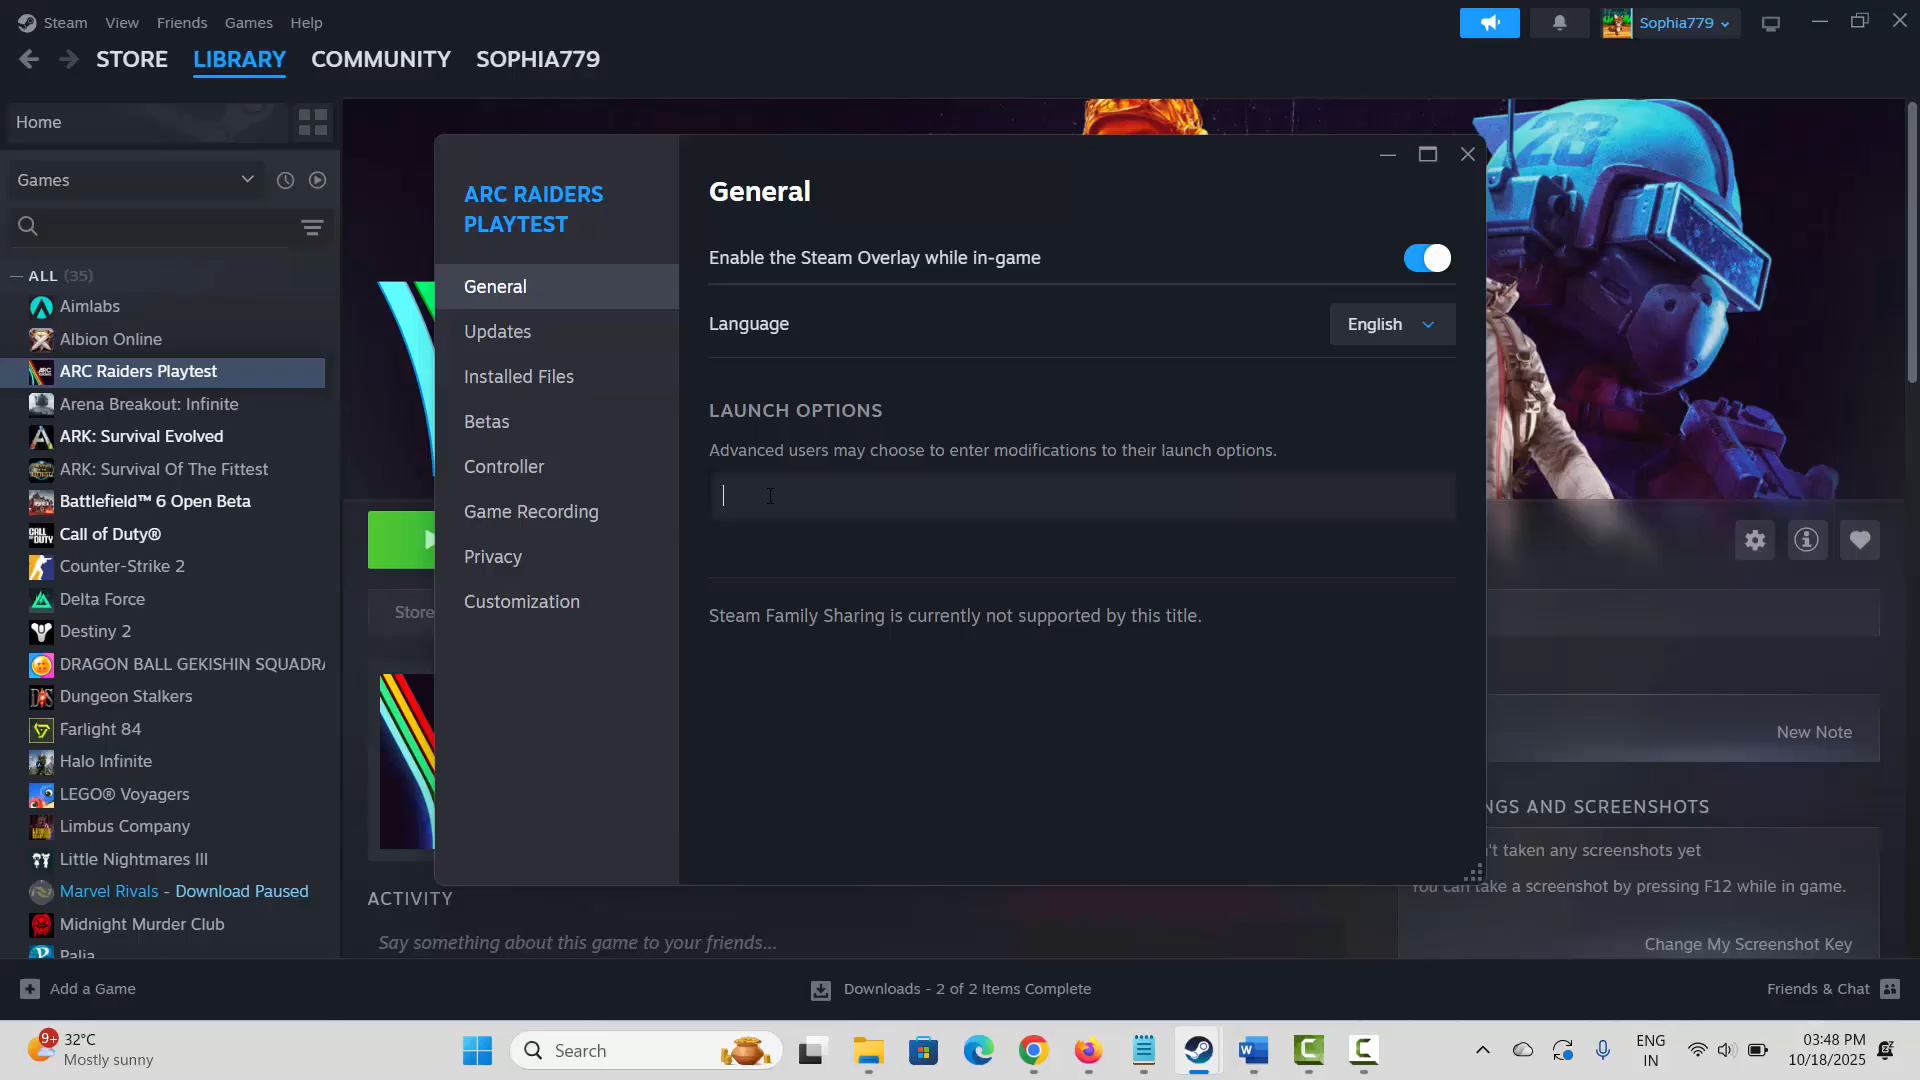 Steam View Friends Games Help
Sophia779
STORE LIBRARY COMMUNITY SOPHIA779
Home
Games
— ALL (35)
Aimlabs
Albion Online
ARC Raiders Playtest
Arena Breakout: Infinite
ARK: Survival Evolved
ARK: Survival Of The Fittest
Battlefield™ 6 Open Beta
Call of Duty®
Counter-Strike 2
Delta Force
Destiny 2
DRAGON BALL GEKISHIN SQUADRA
Dungeon Stalkers
Farlight 84
Halo Infinite
LEGO® Voyagers
Limbus Company
Little Nightmares III
Marvel Rivals - Download Paused
Midnight Murder Club
Palia
ARC RAIDERS
PLAYTEST
General
Updates
Installed Files
Betas
Controller
Game Recording
Privacy
Customization
General
Enable the Steam Overlay while in-game
Language
English
LAUNCH OPTIONS
Advanced users may choose to enter modifications to their launch options.
Steam Family Sharing is currently not supported by this title.
28
Store
New Note
NGS AND SCREENSHOTS
't taken any screenshots yet
You can take a screenshot by pressing F12 while in game.
Change My Screenshot Key
ACTIVITY
Say something about this game to your friends...
Add a Game
Downloads - 2 of 2 Items Complete
Friends & Chat
9+
32°C
Mostly sunny
Search
ENG
IN
03:48 PM
10/18/2025